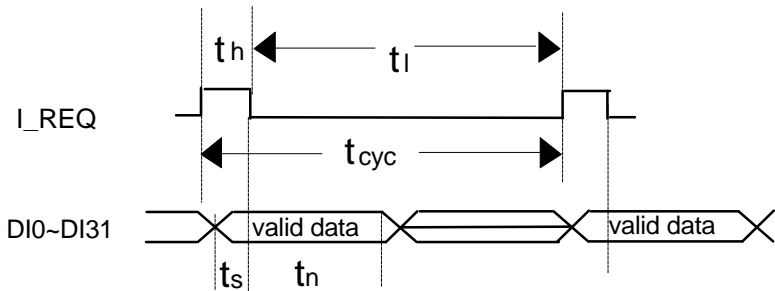 th
tl
I_REQ
tcyc
DI0~DI31
valid data
valid data
ts
tn